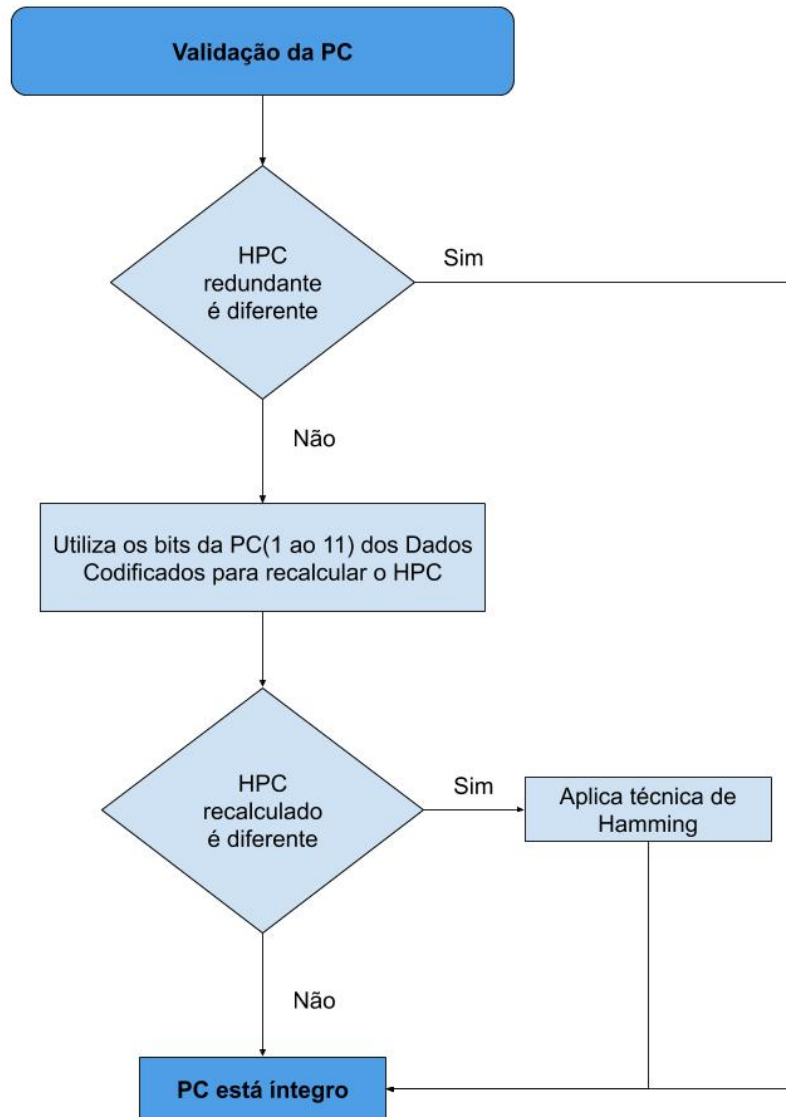 Validação da PC
HPC
redundante
é diferente
Sim
Não
Utiliza os bits da PC(1 ao 11) dos Dados
Codificados para recalcular o HPC
HPC
recalculado
é diferente
Sim
Aplica técnica de
Hamming
Não
PC está íntegro